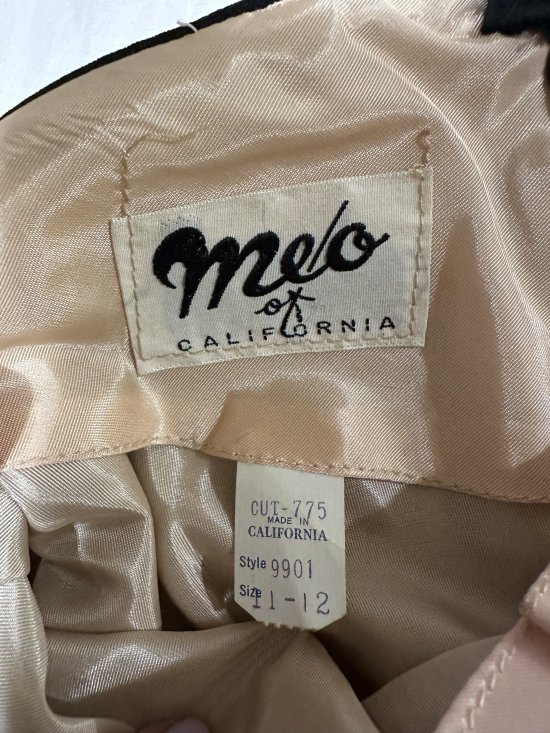 Melo
of
CALIFORNIA
CUT-775
MADE IN
CALIFORNIA
Style 9901
Size 11-12